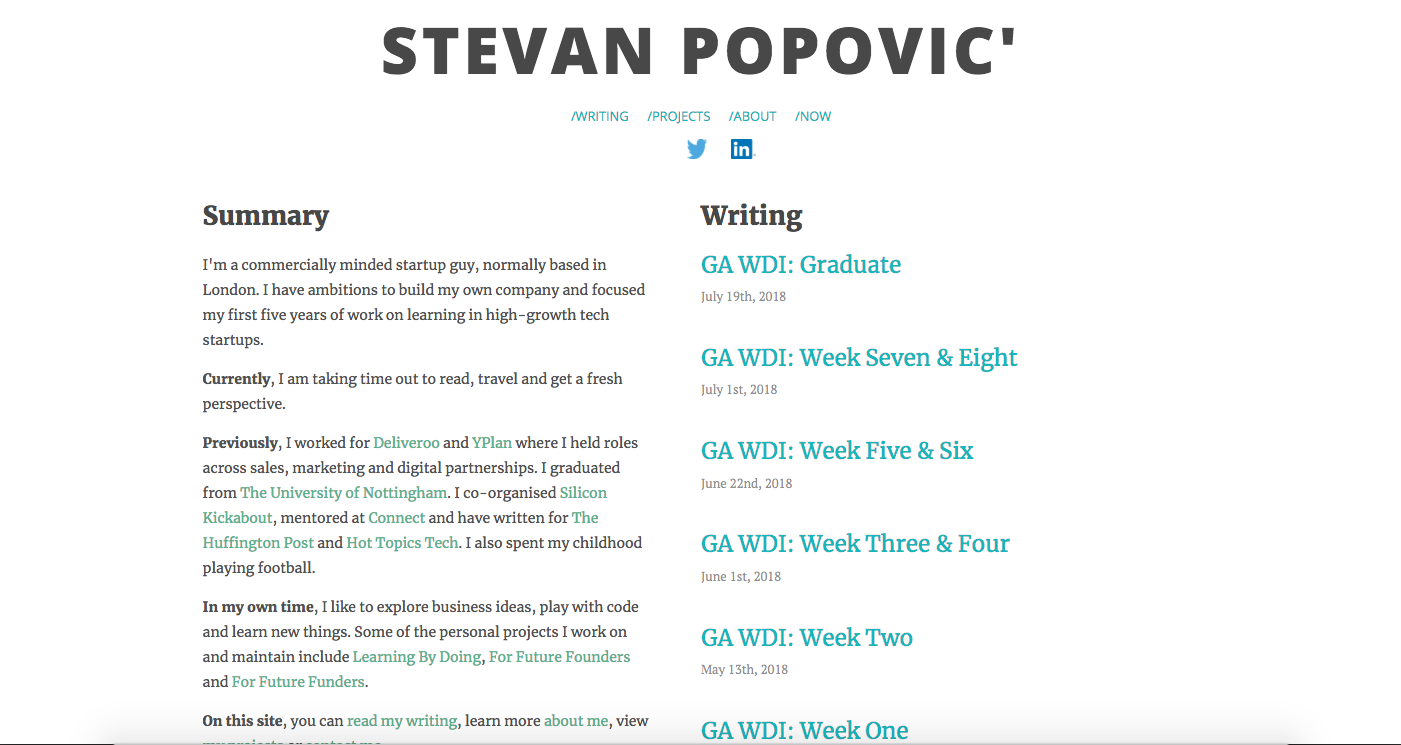 STEVAN POPOVIC'
/WRITING /PROJECTS /ABOUT /NOW
in
Summary
I'm a commercially minded startup guy, normally based in
London. I have ambitions to build my own company and focused
my first five years of work on learning in high-growth tech
startups.
Currently, I am taking time out to read, travel and get a fresh
perspective.
Previously, I worked for Deliveroo and YPlan where I held roles
across sales, marketing and digital partnerships. I graduated
from The University of Nottingham. I co-organised Silicon
Kickabout, mentored at Connect and have written for The
Huffington Post and Hot Topics Tech. I also spent my childhood
playing football.
In my own time, I like to explore business ideas, play with code
and learn new things. Some of the personal projects I work on
and maintain include Learning By Doing, For Future Founders
and For Future Funders.
On this site, you can read my writing, learn more about me, view
Writing
GA WDI: Graduate
July 19th, 2018
GA WDI: Week Seven & Eight
July 1st, 2018
GA WDI: Week Five & Six
June 22nd, 2018
GA WDI: Week Three & Four
June 1st, 2018
GA WDI: Week Two
May 13th, 2018
GA WDI: Week One